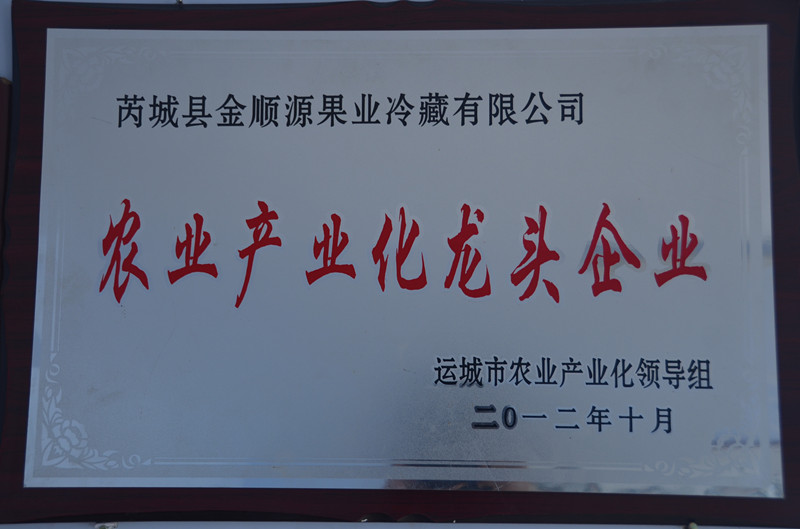 芮城县金顺源果业冷藏有限公司
农业产业化龙头企业
运城市农业产业化领导组
二0一二年十月